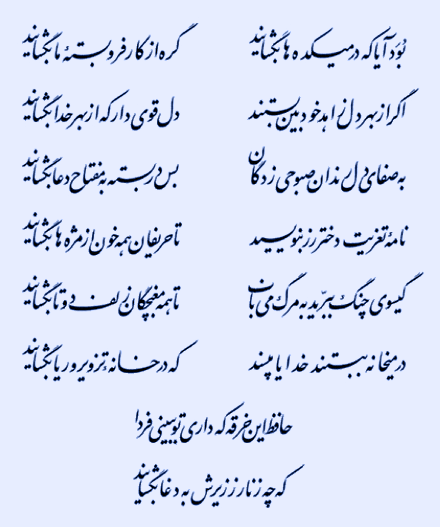 بُوَد آیا که در میکده‌ها بگشایند گره از کار فروبستهٔ ما بگشایند
اگر از بهر دل زاهد خودبین بستند دل قوی دار که از بهر خدا بگشایند
به صفای دل رندان صبوحی زدگان بس در بسته به مفتاح دعا بگشایند
نامهٔ تعزیت دختر رز بنویسید تا حریفان همه خون از مژه‌ها بگشایند
گیسوی چنگ ببرّید به مرگ می ناب تا همه مغبچگان زلف دوتا بگشایند
در میخانه ببستند خدایا مپسند که در خانه تزویر و ریا بگشایند
حافظ این خرقه که داری تو ببینی فردا
که چه زنار ز زیرش به دغا بگشایند